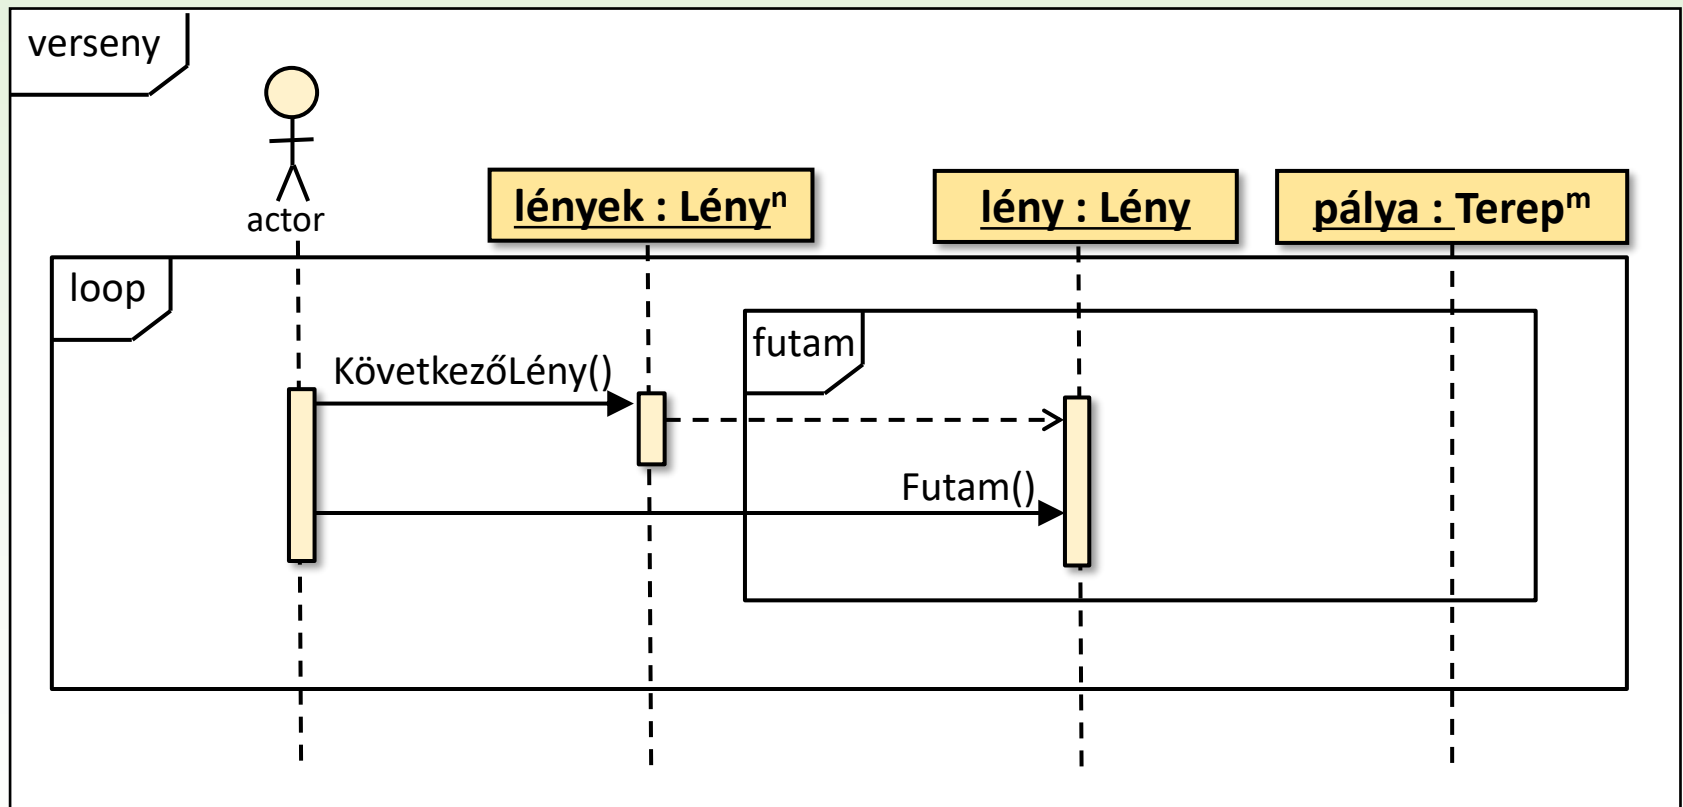 verseny
actor
lények : Lényⁿ
lény : Lény
pálya : Terepᵐ
loop
futam
KövetkezőLény()
Futam()